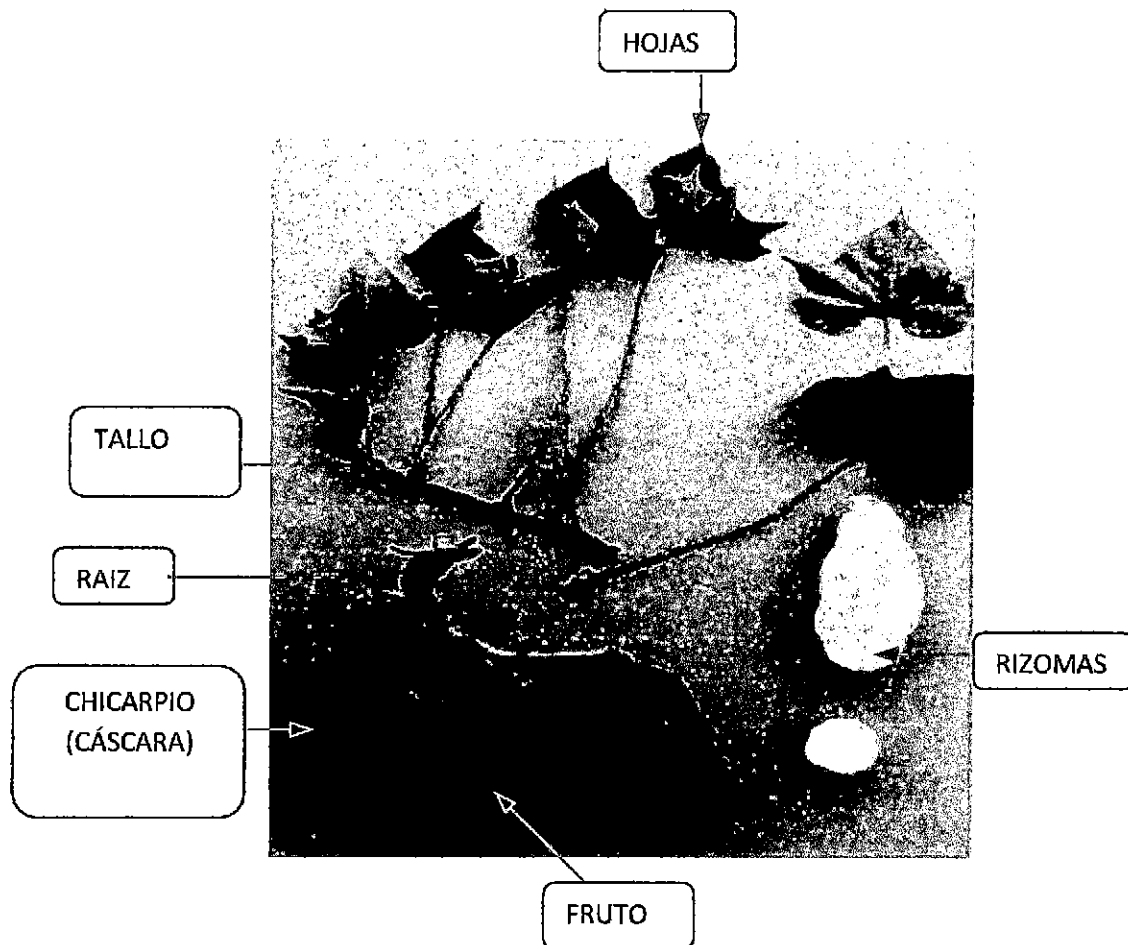 HOJAS
TALLO
RAIZ
CHICARPIO
(CÁSCARA)
RIZOMAS
FRUTO